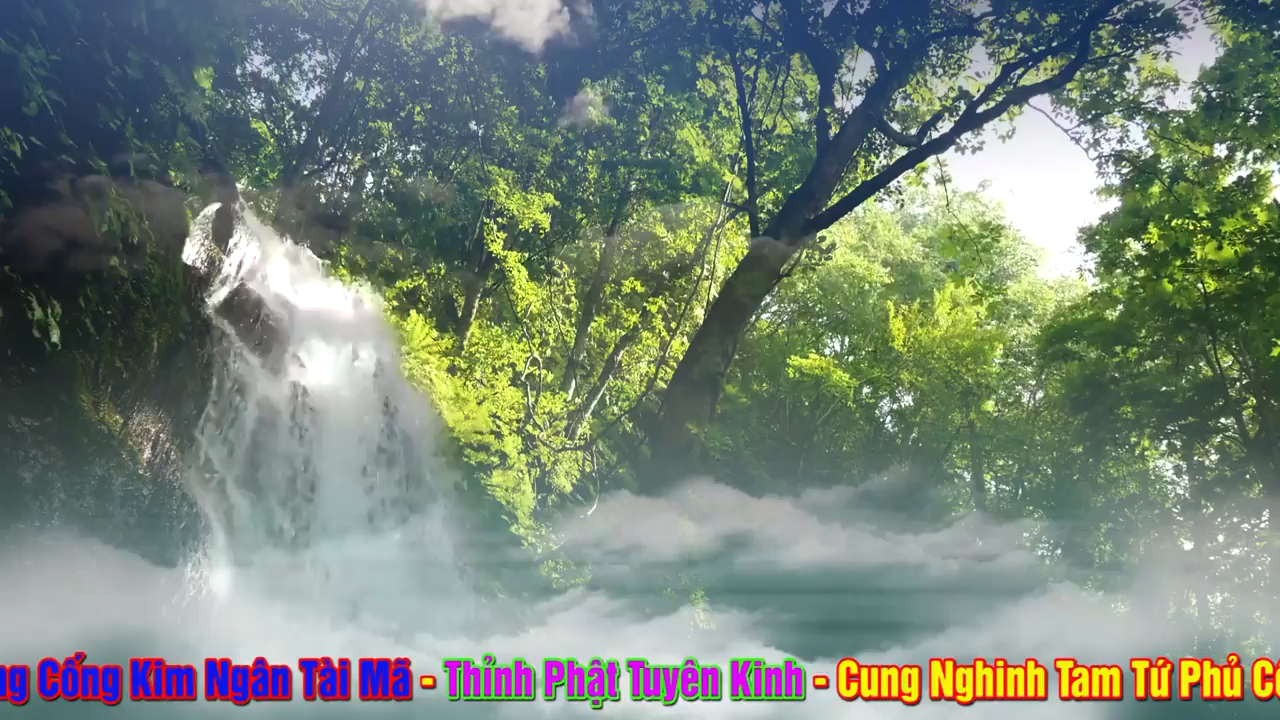 Cống Kim Ngân Tài Mã - Thỉnh Phật Tuyên Kinh - Cung Nghinh Tam Tứ Phủ